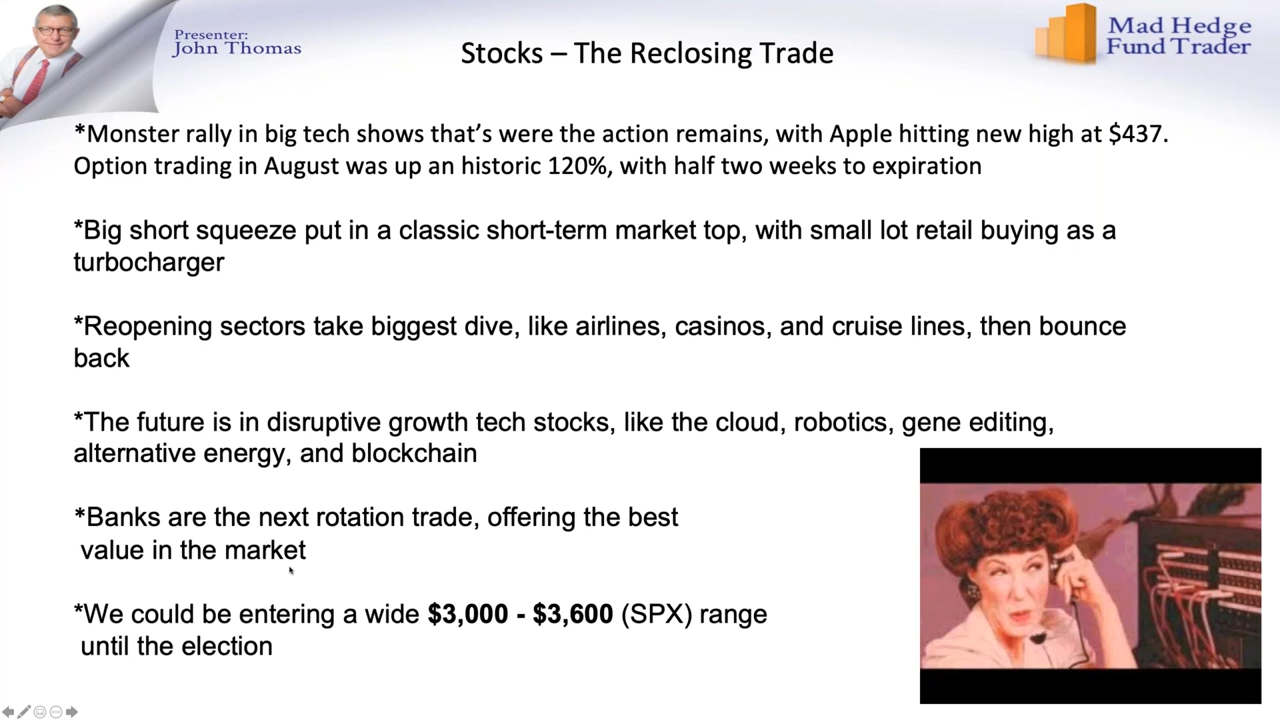 Presenter:
John Thomas
Stocks – The Reclosing Trade
Mad Hedge
Fund Trader
*Monster rally in big tech shows that’s were the action remains, with Apple hitting new high at $437.
Option trading in August was up an historic 120%, with half two weeks to expiration
*Big short squeeze put in a classic short-term market top, with small lot retail buying as a
turbocharger
*Reopening sectors take biggest dive, like airlines, casinos, and cruise lines, then bounce
back
*The future is in disruptive growth tech stocks, like the cloud, robotics, gene editing,
alternative energy, and blockchain
*Banks are the next rotation trade, offering the best
value in the market
*We could be entering a wide $3,000 - $3,600 (SPX) range
until the election